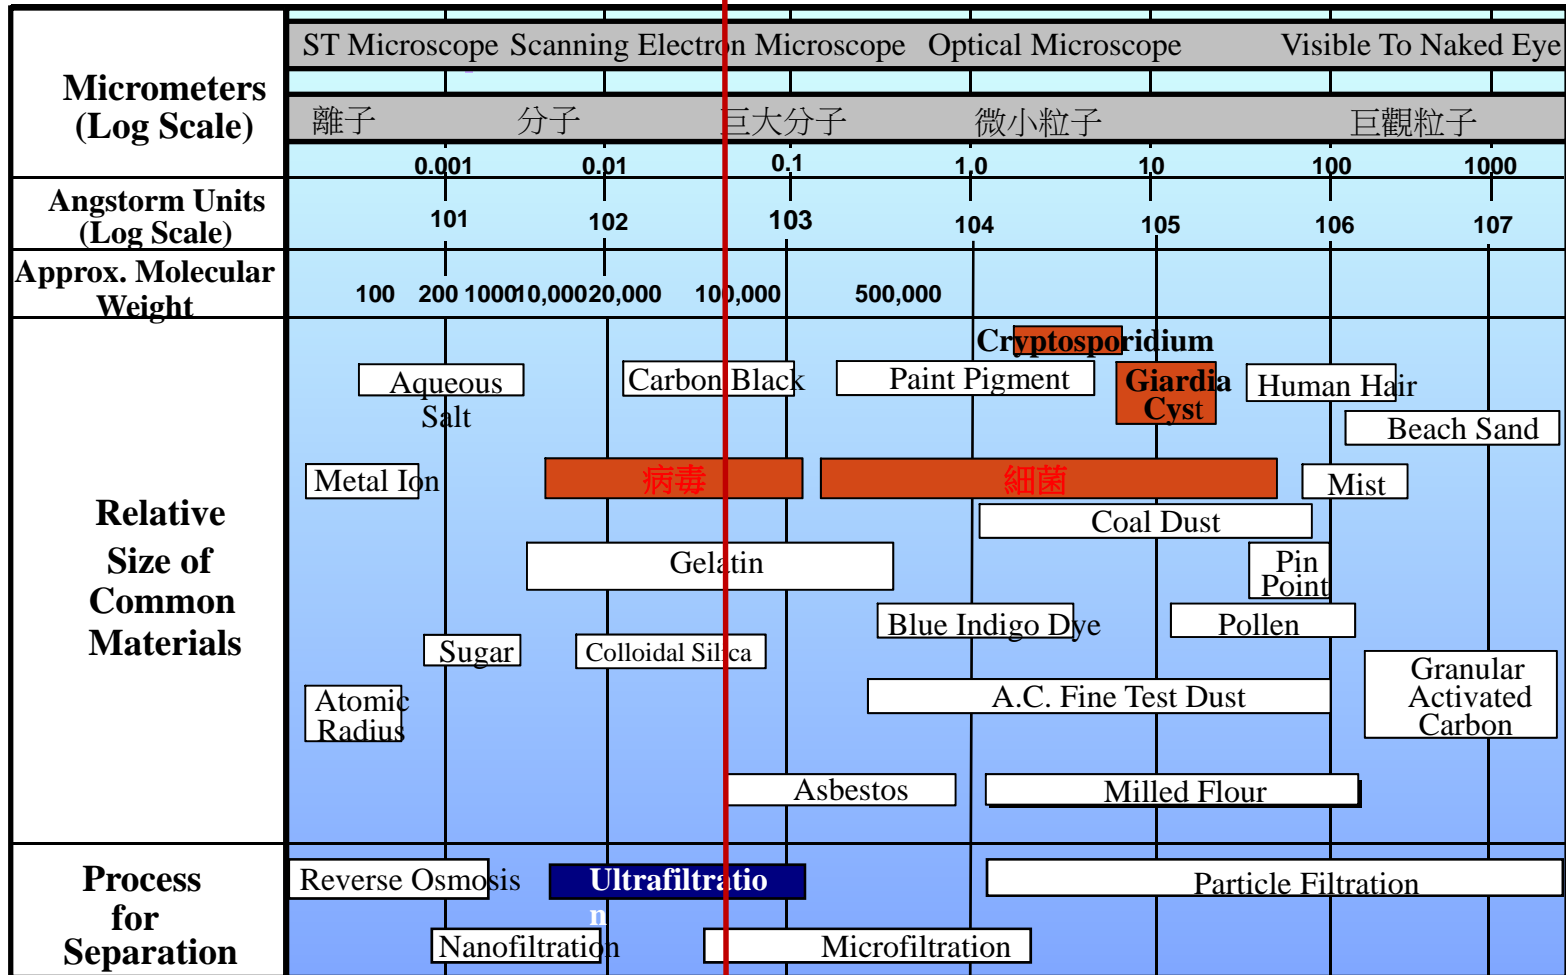 ST Microscope Scanning Electron Microscope Optical Microscope Visible To Naked Eye
Micrometers
(Log Scale)
離子 分子 巨大分子 微小粒子 巨觀粒子
0.001 0.01 0.1 1.0 10 100 1000
Angstorm Units
(Log Scale)
101 102 103 104 105 106 107
Approx. Molecular
Weight
100 200 1000 10,000 20,000 100,000 500,000
Relative
Size of
Common
Materials
Cryptosporidium
Aqueous
Salt
Carbon Black
Paint Pigment
Giardia
Cyst
Human Hair
Beach Sand
Metal Ion
病毒
細菌
Mist
Coal Dust
Gelatin
Pin
Point
Blue Indigo Dye
Pollen
Sugar
Colloidal Silica
Atomic
Radius
A.C. Fine Test Dust
Granular
Activated
Carbon
Asbestos
Milled Flour
Process
for
Separation
Reverse Osmosis
Ultrafiltratio
n
Particle Filtration
Nanofiltration
Microfiltration